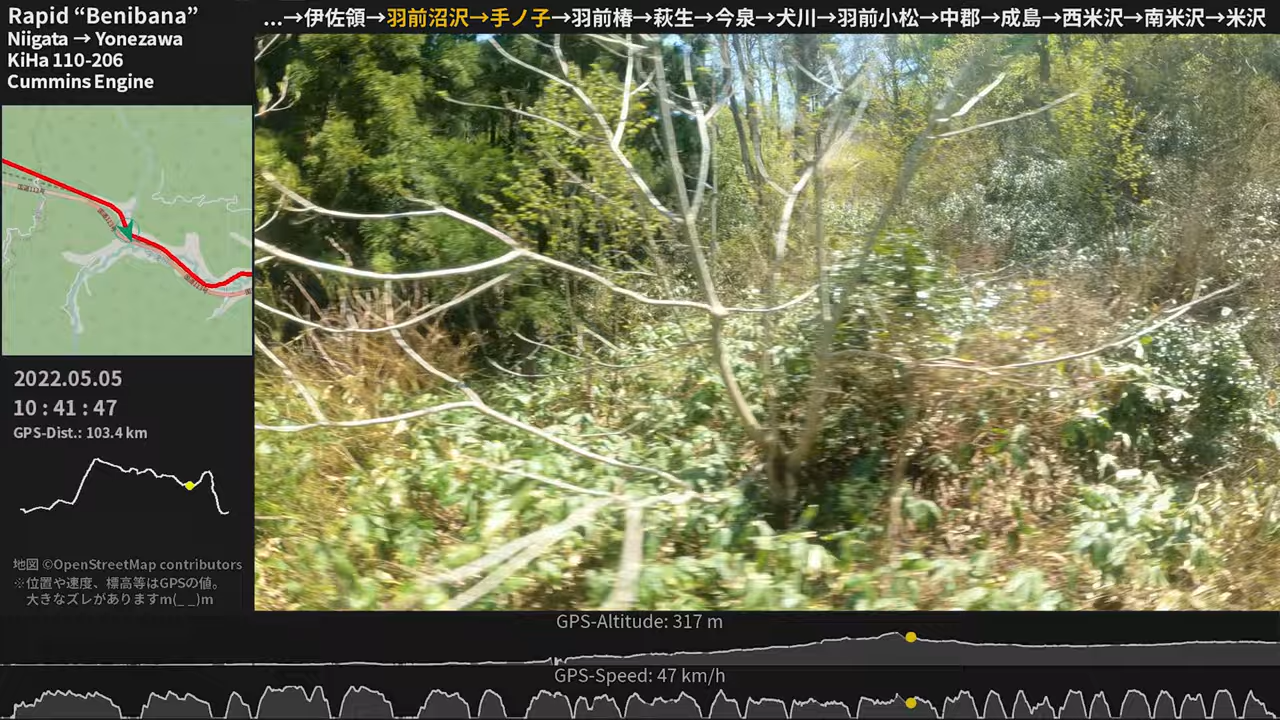 Rapid “Benibana”
Niigata → Yonezawa
KiHa 110-206
Cummins Engine
…→伊佐領→羽前沼沢→手ノ子→羽前椿→萩生→今泉→犬川→羽前小松→中郡→成島→西米沢→南米沢→米沢
2022.05.05
10 : 41 : 47
GPS-Dist.: 103.4 km
地図 ©OpenStreetMap contributors
※位置や速度、標高等はGPSの値。
大きなズレがありますm(_ _)m
GPS-Altitude: 317 m
GPS-Speed: 47 km/h